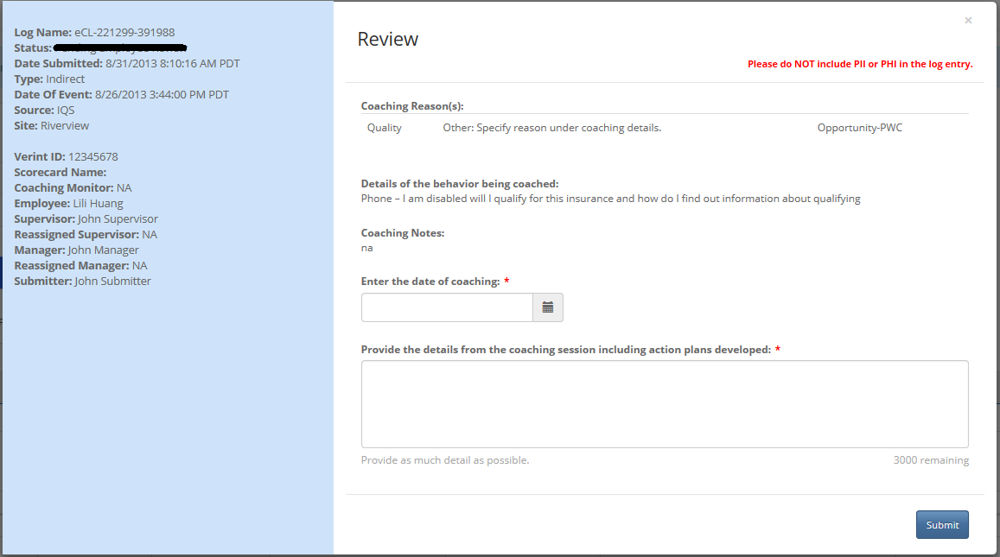 Log Name: eCL-221299-391988
Status:
Date Submitted: 8/31/2013 8:10:16 AM PDT
Type: Indirect
Date Of Event: 8/26/2013 3:44:00 PM PDT
Source: IQS
Site: Riverview
Verint ID: 12345678
Scorecard Name:
Coaching Monitor: NA
Employee: Lili Huang
Supervisor: John Supervisor
Reassigned Supervisor: NA
Manager: John Manager
Reassigned Manager: NA
Submitter: John Submitter
×
Review
Please do NOT include PII or PHI in the log entry.
Coaching Reason(s):
Quality Other: Specify reason under coaching details. Opportunity-PWC
Details of the behavior being coached:
Phone – I am disabled will I qualify for this insurance and how do I find out information about qualifying
Coaching Notes:
na
Enter the date of coaching: *
Provide the details from the coaching session including action plans developed: *
Provide as much detail as possible. 3000 remaining
Submit